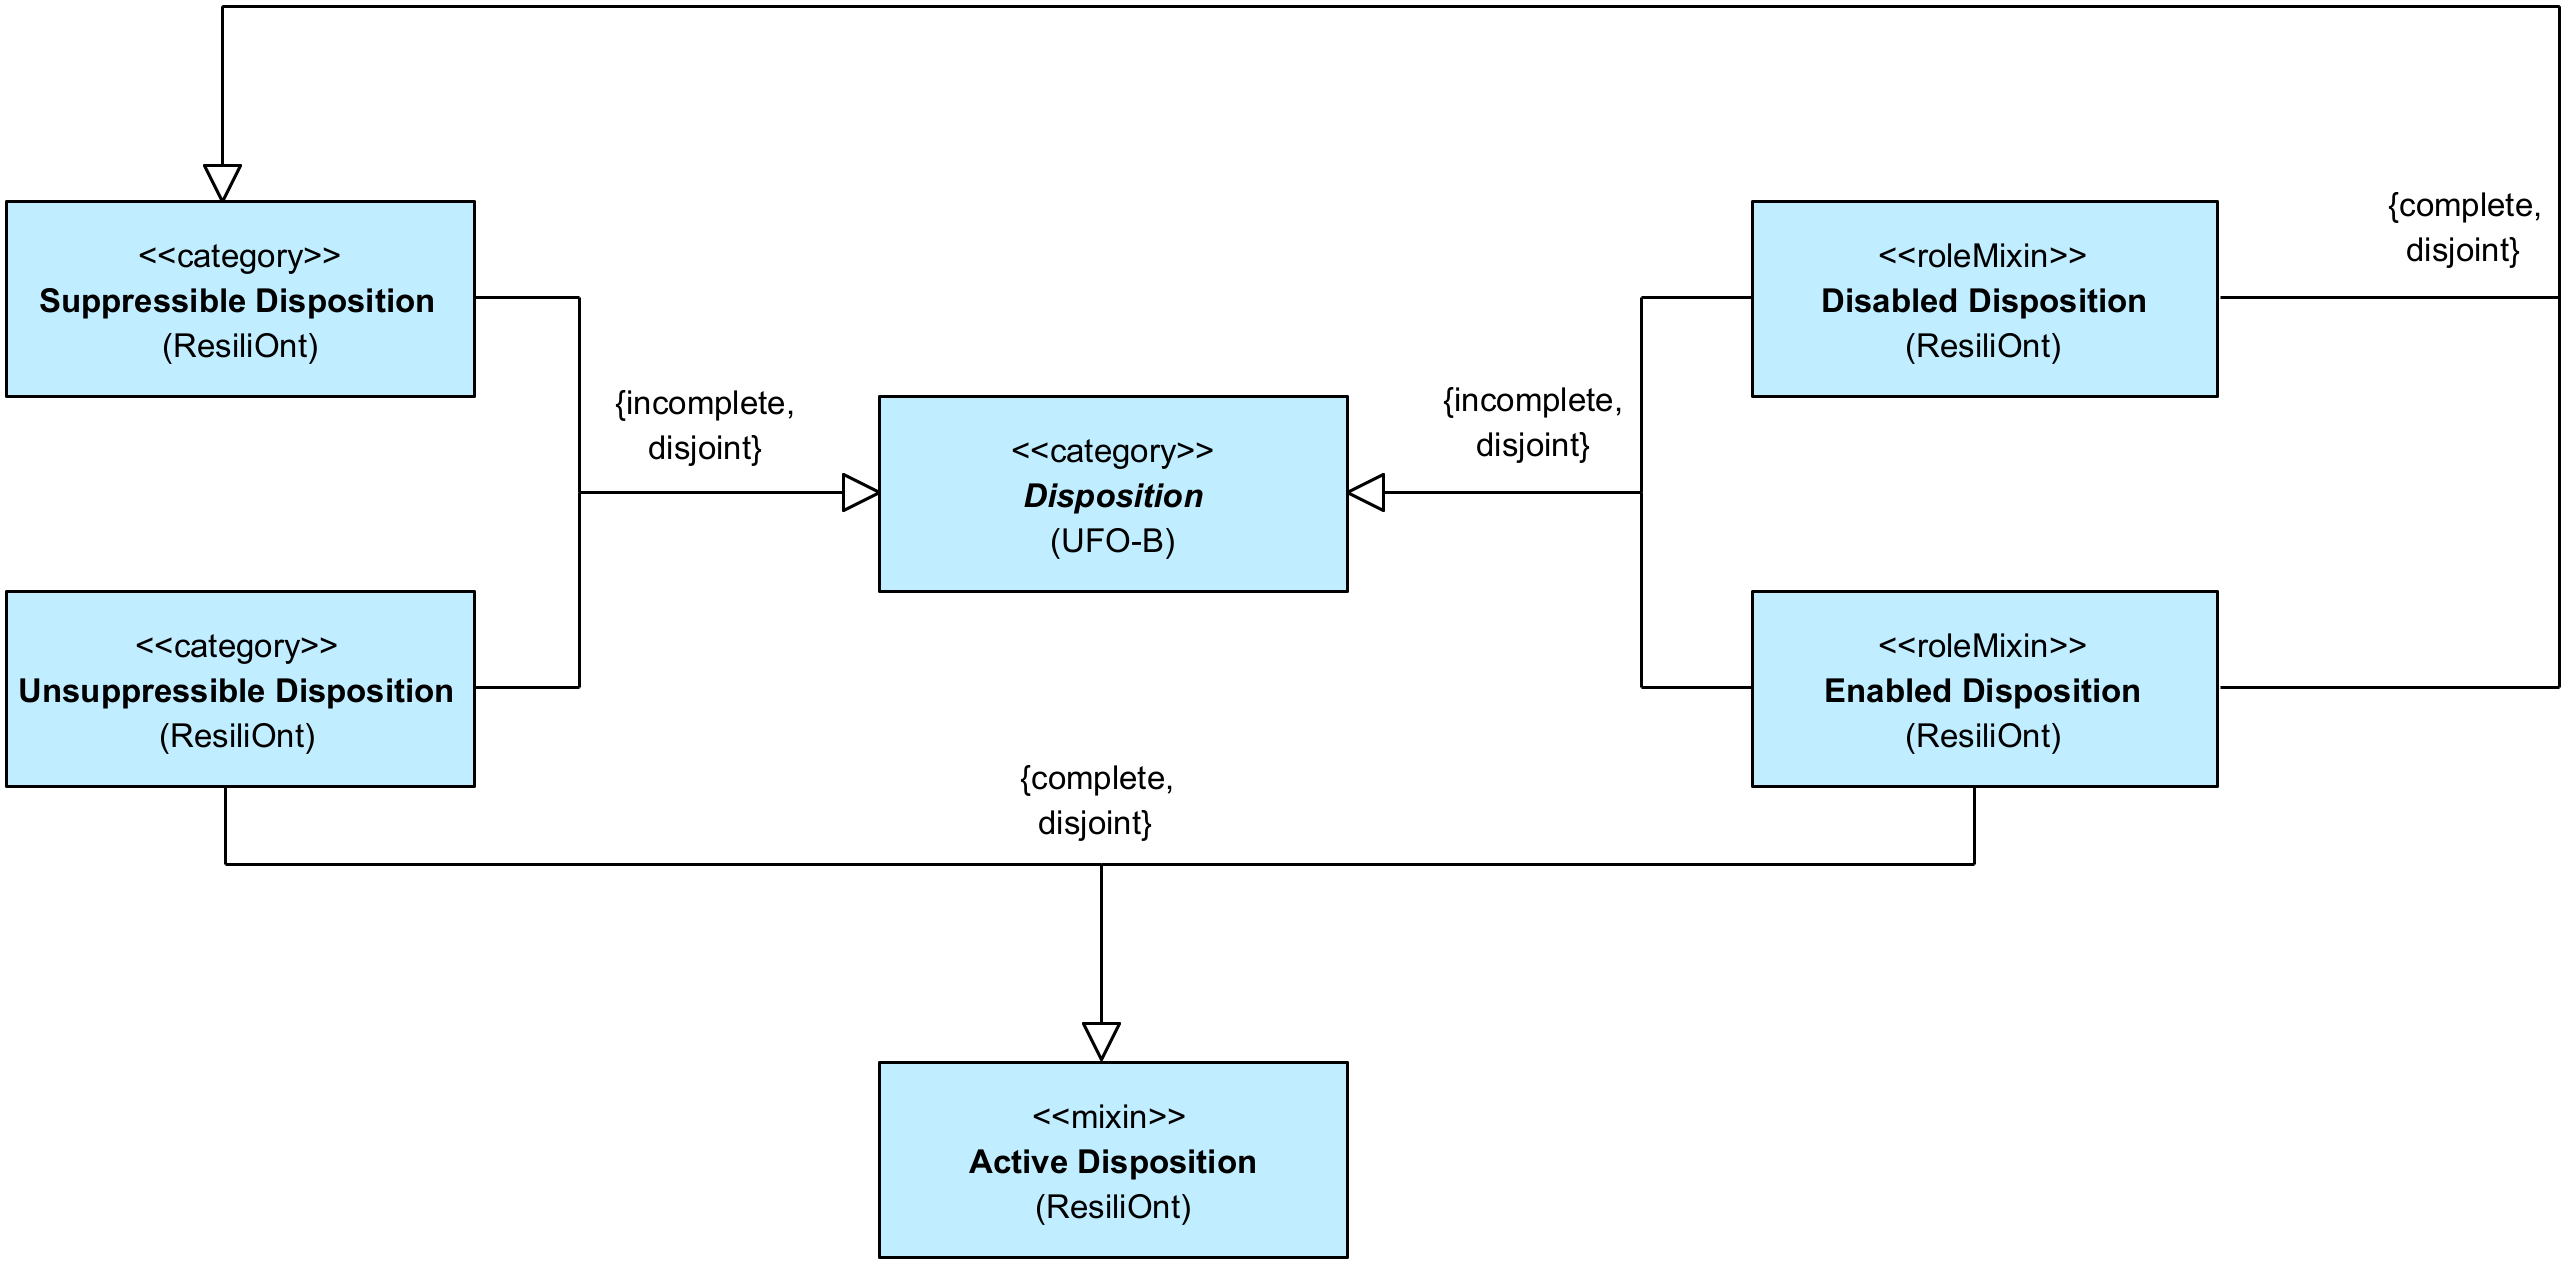 <<category>>
Suppressible Disposition
(ResiliOnt)
<<roleMixin>>
Disabled Disposition
(ResiliOnt)
{complete,
disjoint}
{incomplete,
disjoint}
{incomplete,
disjoint}
<<category>>
Disposition
(UFO-B)
<<category>>
Unsuppressible Disposition
(ResiliOnt)
<<roleMixin>>
Enabled Disposition
(ResiliOnt)
{complete,
disjoint}
<<mixin>>
Active Disposition
(ResiliOnt)